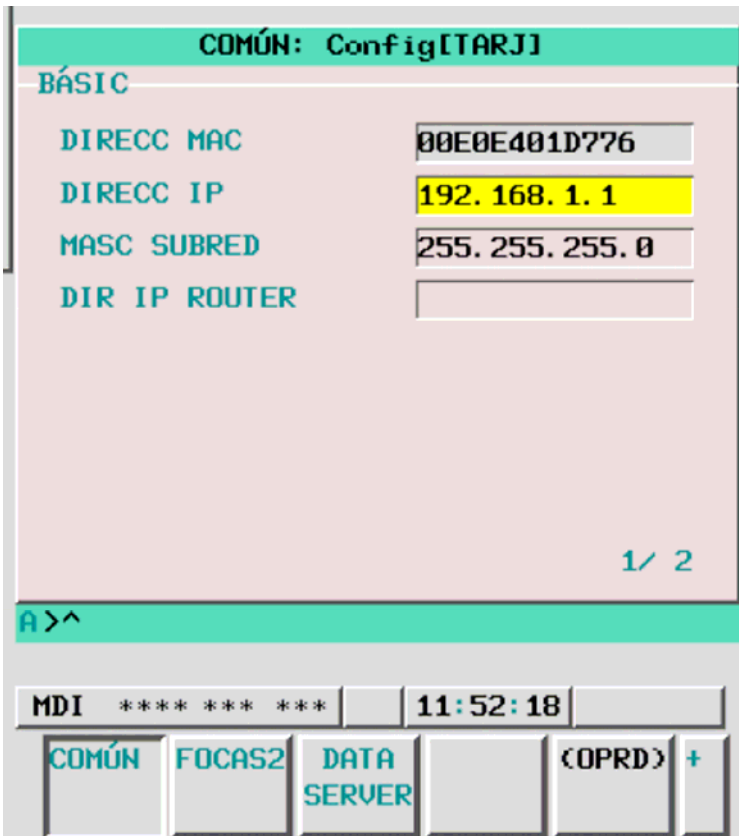 COMÚN: Config[TARJ]
BÁSIC
DIRECC MAC 00E0E401D776
DIRECC IP 192.168.1.1
MASC SUBRED 255.255.255.0
DIR IP ROUTER
1/ 2
A>^
MDI **** *** *** 11:52:18
COMÚN FOCAS2 DATA SERVER (OPRD) +